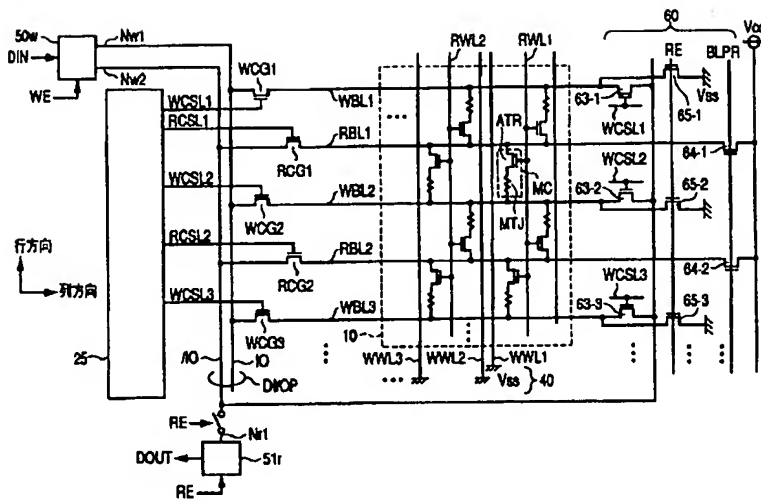 50w
DIN
WE
Nw1
Nw2
60
Vcc
RWL2
RWL1
RE
BLPR
WCG1
WCSL1
RCSL1
WBL1
...
ATR
63-1
WCSL1
65-1
Vss
RBL1
RCG1
MC
WCSL2
64-1
WCSL2
WBL2
WCG2
MTJ
63-2
65-2
RCSL2
RBL2
RCG2
WCSL3
64-2
行方向
列方向
WCSL3
WBL3
WCG3
63-3
65-3
25
/IO
IO
10
WWL3
WWL2
WWL1
Vss
40
DI/OP
RE
Nr1
DOUT
51r
RE